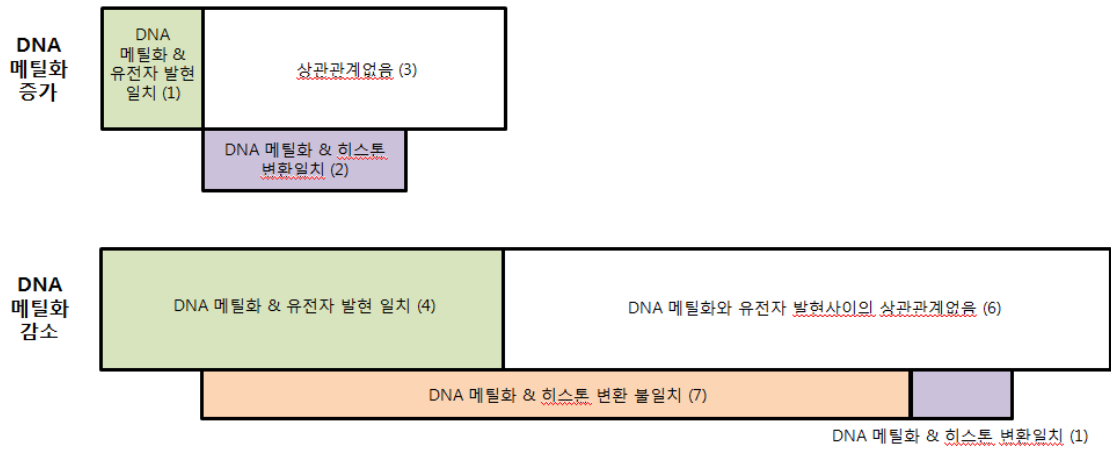 DNA
메틸화
증가
DNA
메틸화 &
유전자 발현
일치 (1)
상관관계없음 (3)
DNA 메틸화 & 히스톤
변환일치 (2)
DNA
메틸화
감소
DNA 메틸화 & 유전자 발현 일치 (4)
DNA 메틸화와 유전자 발현사이의 상관관계없음 (6)
DNA 메틸화 & 히스톤 변환 불일치 (7)
DNA 메틸화 & 히스톤 변환일치 (1)